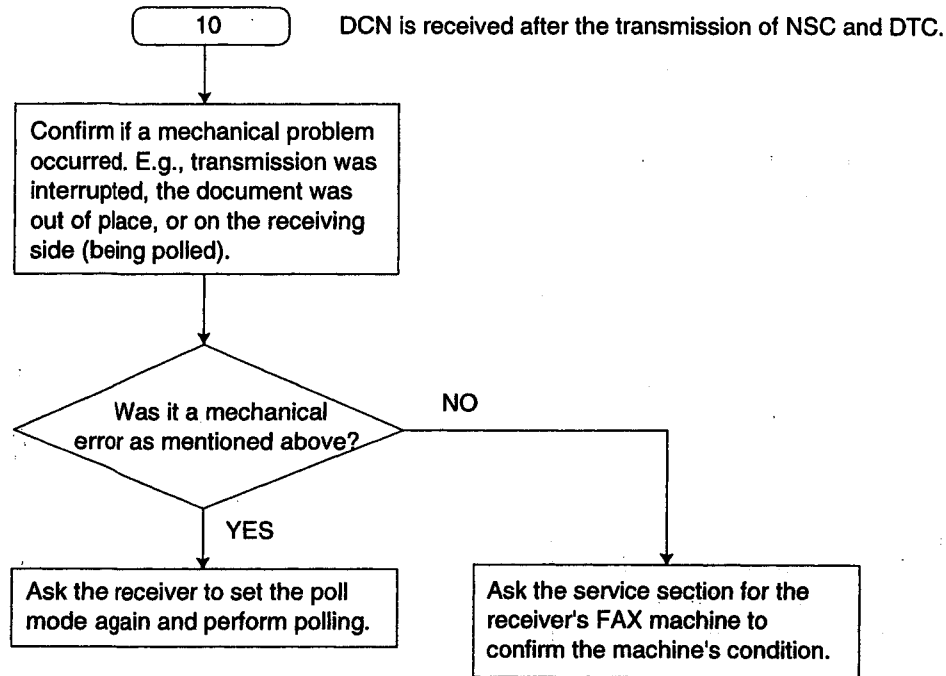 10
DCN is received after the transmission of NSC and DTC.
Confirm if a mechanical problem
occurred. E.g., transmission was
interrupted, the document was
out of place, or on the receiving
side (being polled).
Was it a mechanical
error as mentioned above?
NO
YES
Ask the receiver to set the poll
mode again and perform polling.
Ask the service section for the
receiver's FAX machine to
confirm the machine's condition.